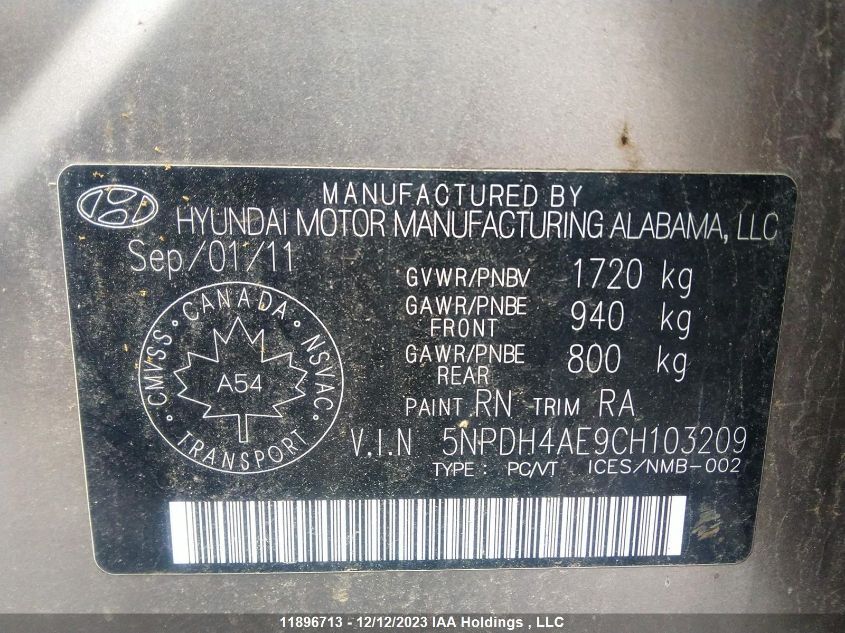 MANUFACTURED BY
HYUNDAI MOTOR MANUFACTURING ALABAMA, LLC
Sep/01/11
GVWR/PNBV 1720 kg
GAWR/PNBE FRONT 940 kg
GAWR/PNBE REAR 800 kg
CMVSS · CANADA · NSVAC · TRANSPORT ·
A54
PAINT RN TRIM RA
V.I.N 5NPDH4AE9CH103209
TYPE: PC/VT ICES/NMB-002
11896713 - 12/12/2023 IAA Holdings , LLC